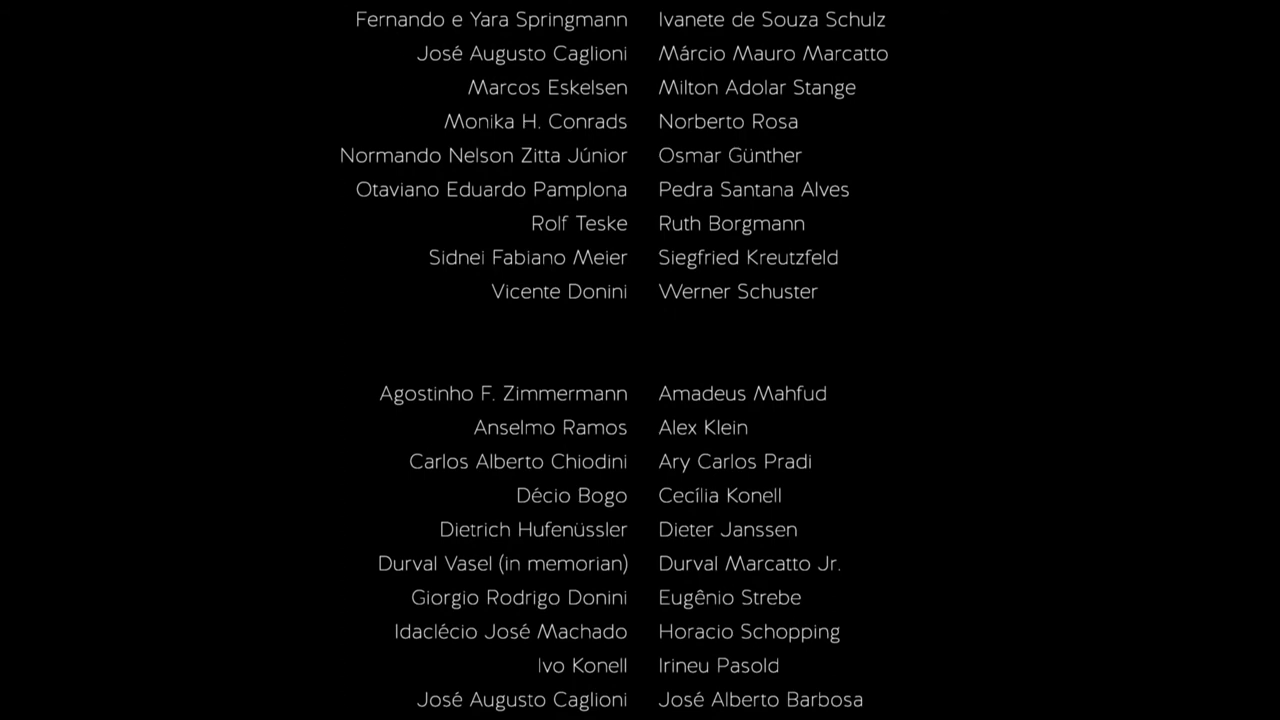 Fernando e Yara Springmann Ivanete de Souza Schulz
José Augusto Caglioni Márcio Mauro Marcatto
Marcos Eskelsen Milton Adolar Stange
Monika H. Conrads Norberto Rosa
Normando Nelson Zitta Júnior Osmar Günther
Otaviano Eduardo Pamplona Pedra Santana Alves
Rolf Teske Ruth Borgmann
Sidnei Fabiano Meier Siegfried Kreutzfeld
Vicente Donini Werner Schuster
Agostinho F. Zimmermann Amadeus Mahfud
Anselmo Ramos Alex Klein
Carlos Alberto Chiodini Ary Carlos Pradi
Décio Bogo Cecília Konell
Dietrich Hufenüssler Dieter Janssen
Durval Vasel (in memorian) Durval Marcatto Jr.
Giorgio Rodrigo Donini Eugênio Strebe
Idaclécio José Machado Horacio Schopping
Ivo Konell Irineu Pasold
José Augusto Caglioni José Alberto Barbosa